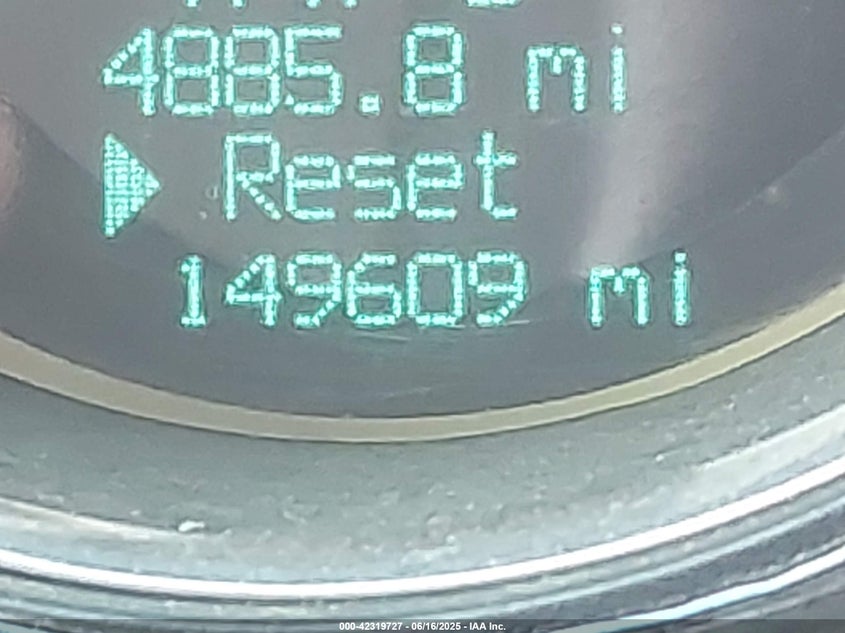 4885.8 mi
Reset
149609 mi
000-42319727 - 06/16/2025 - IAA Inc.